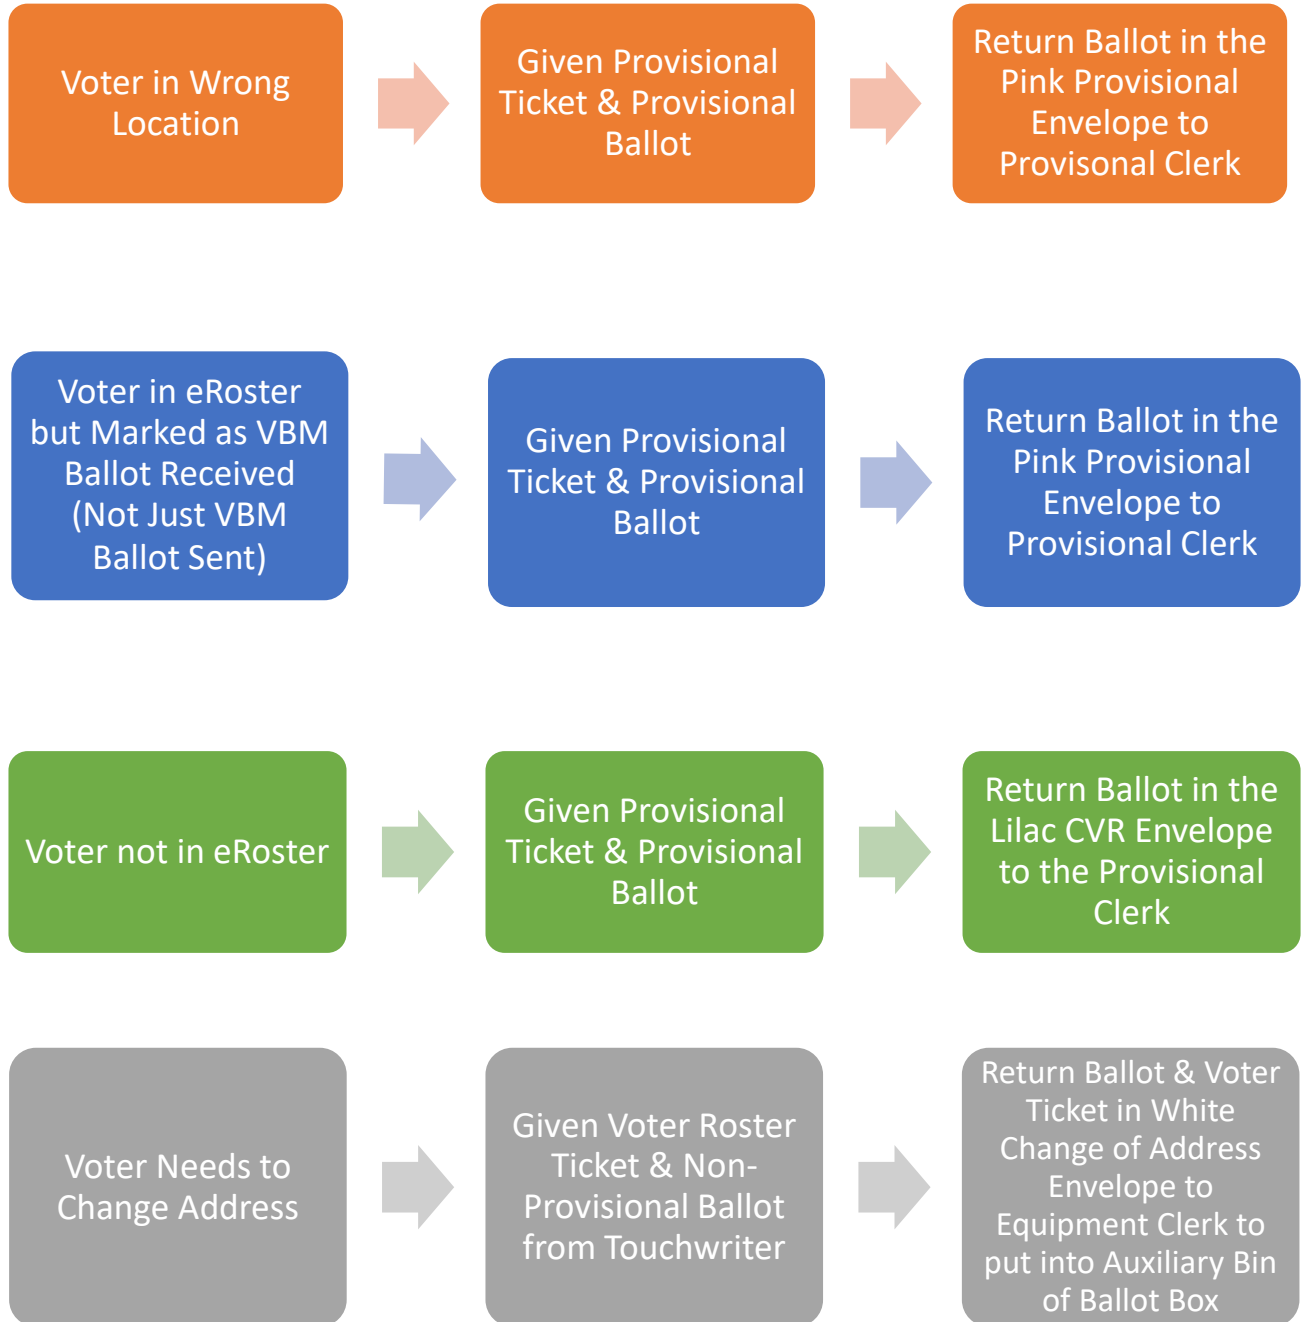 Voter in Wrong
Location
Given Provisional
Ticket & Provisional
Ballot
Return Ballot in the
Pink Provisional
Envelope to
Provisonal Clerk
Voter in eRoster
but Marked as VBM
Ballot Received
(Not Just VBM
Ballot Sent)
Given Provisional
Ticket & Provisional
Ballot
Return Ballot in the
Pink Provisional
Envelope to
Provisional Clerk
Voter not in eRoster
Given Provisional
Ticket & Provisional
Ballot
Return Ballot in the
Lilac CVR Envelope
to the Provisional
Clerk
Voter Needs to
Change Address
Given Voter Roster
Ticket & Non-
Provisional Ballot
from Touchwriter
Return Ballot & Voter
Ticket in White
Change of Address
Envelope to
Equipment Clerk to
put into Auxiliary Bin
of Ballot Box